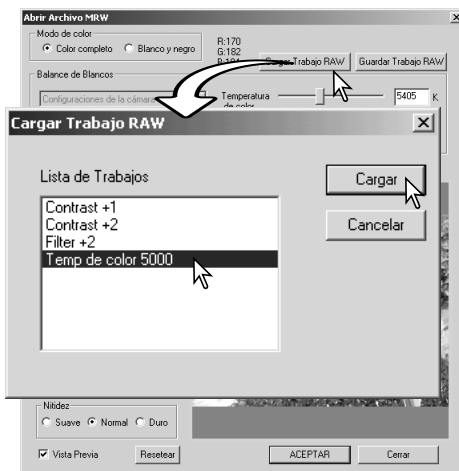 Abrir Archivo MRW
Modo de color
Color completo Blanco y negro
R:170
G:182
Cargar Trabajo RAW Guardar Trabajo RAW
Balance de Blancos
Configuraciones de la cámara
Temperatura de color 5405 K
Cargar Trabajo RAW
Lista de Trabajos
Contrast +1
Contrast +2
Filter +2
Temp de color 5000
Cargar
Cancelar
Nitidez
Suave Normal Duro
Vista Previa Resetear ACEPTAR Cerrar